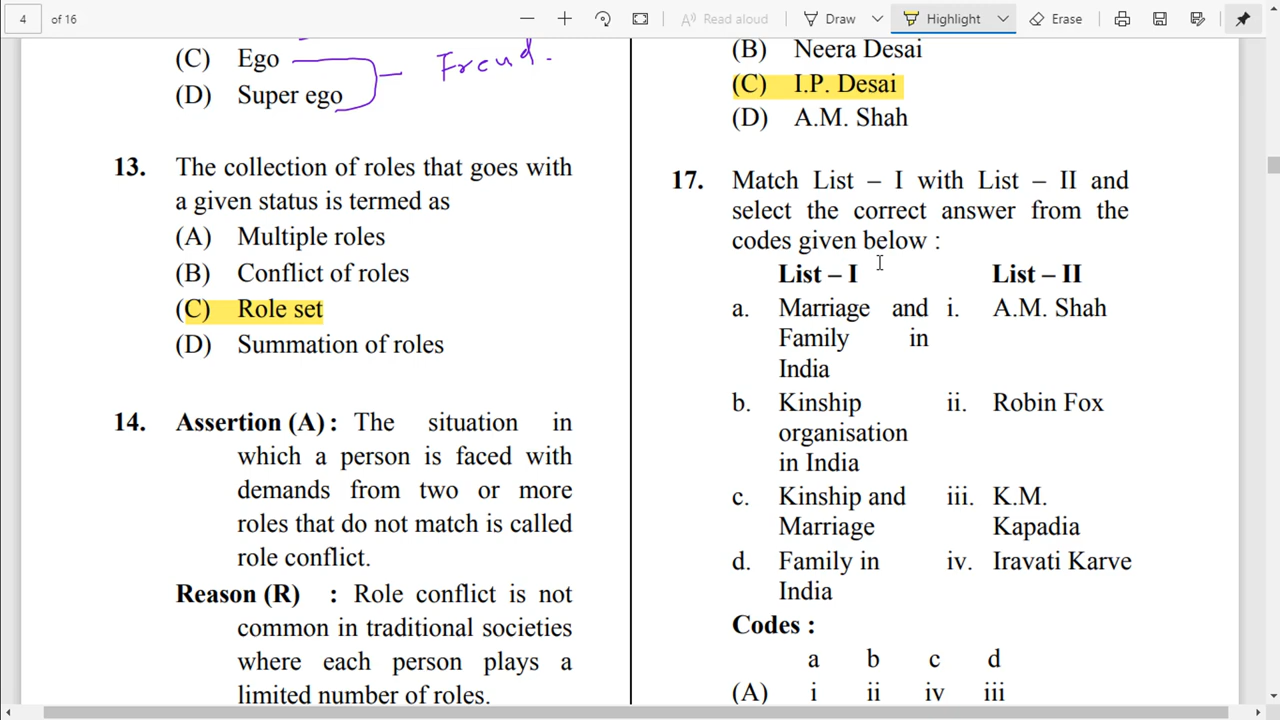 4 of 16
Read aloud
Draw
Highlight
Erase
(C) Ego
(D) Super ego
Freud.
13. The collection of roles that goes with
a given status is termed as
(A) Multiple roles
(B) Conflict of roles
(C) Role set
(D) Summation of roles
14. Assertion (A) : The situation in
which a person is faced with
demands from two or more
roles that do not match is called
role conflict.
Reason (R) : Role conflict is not
common in traditional societies
where each person plays a
limited number of roles.
(B) Neera Desai
(C) I.P. Desai
(D) A.M. Shah
17. Match List – I with List – II and
select the correct answer from the
codes given below :
List – I List – II
a. Marriage and i. A.M. Shah
Family in
India
b. Kinship ii. Robin Fox
organisation
in India
c. Kinship and iii. K.M.
Marriage Kapadia
d. Family in iv. Iravati Karve
India
Codes :
a b c d
(A) i ii iv iii